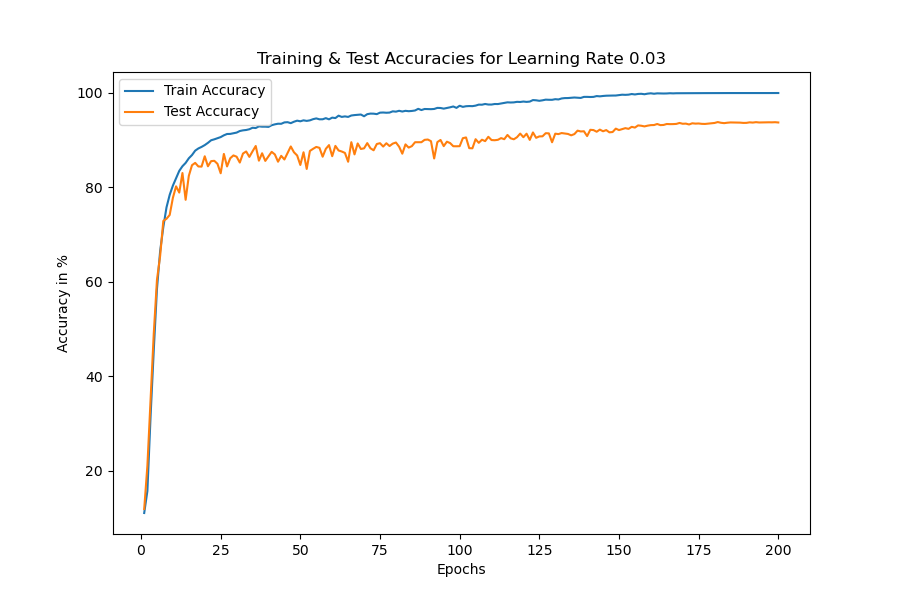 Training & Test Accuracies for Learning Rate 0.03
Train Accuracy
Test Accuracy
100
80
60
40
20
Accuracy in %
0 25 50 75 100 125 150 175 200
Epochs